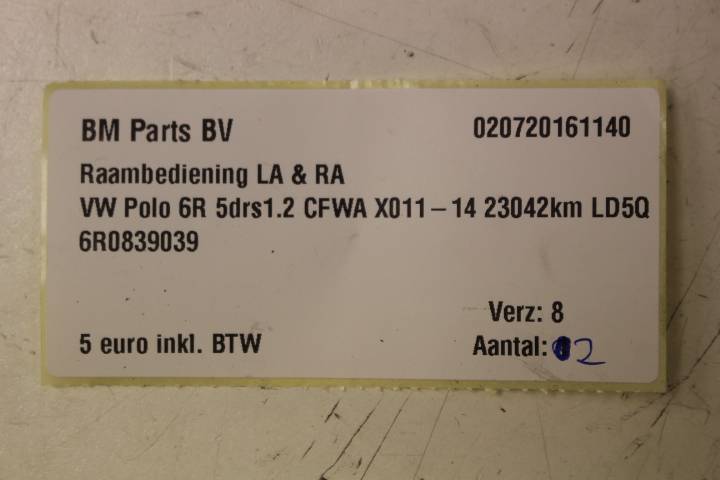 BM Parts BV 020720161140
Raambediening LA & RA
VW Polo 6R 5drs1.2 CFWA X011-14 23042km LD5Q
6R0839039
Verz: 8
5 euro inkl. BTW Aantal: 2